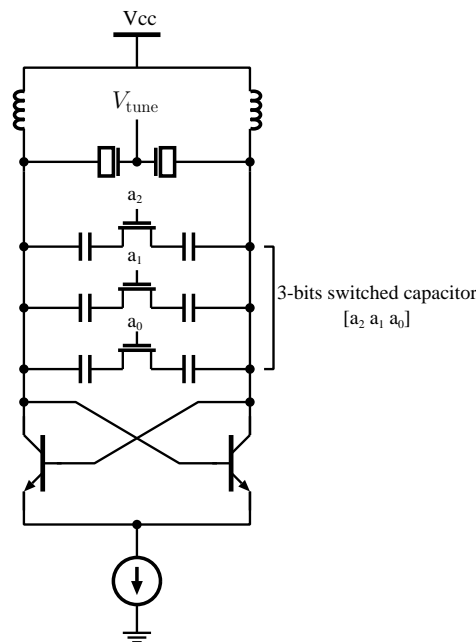 Vcc
V_tune
a₂
a₁
a₀
3-bits switched capacitor
[a₂ a₁ a₀]